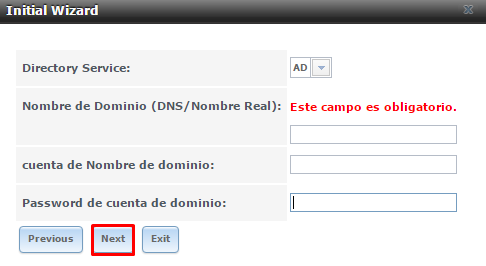 Initial Wizard
Directory Service: AD
Nombre de Dominio (DNS/Nombre Real): Este campo es obligatorio.
cuenta de Nombre de dominio:
Password de cuenta de dominio:
Previous Next Exit